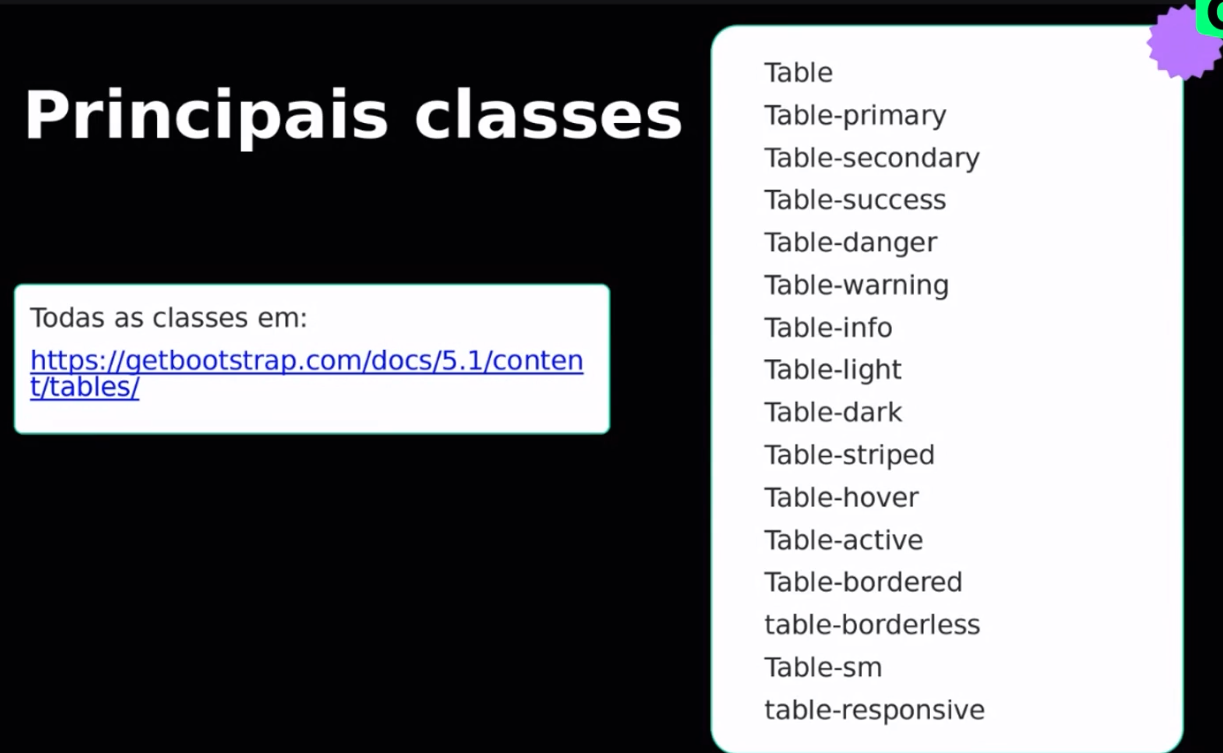 Principais classes
Todas as classes em:
https://getbootstrap.com/docs/5.1/conten
t/tables/
Table
Table-primary
Table-secondary
Table-success
Table-danger
Table-warning
Table-info
Table-light
Table-dark
Table-striped
Table-hover
Table-active
Table-bordered
table-borderless
Table-sm
table-responsive